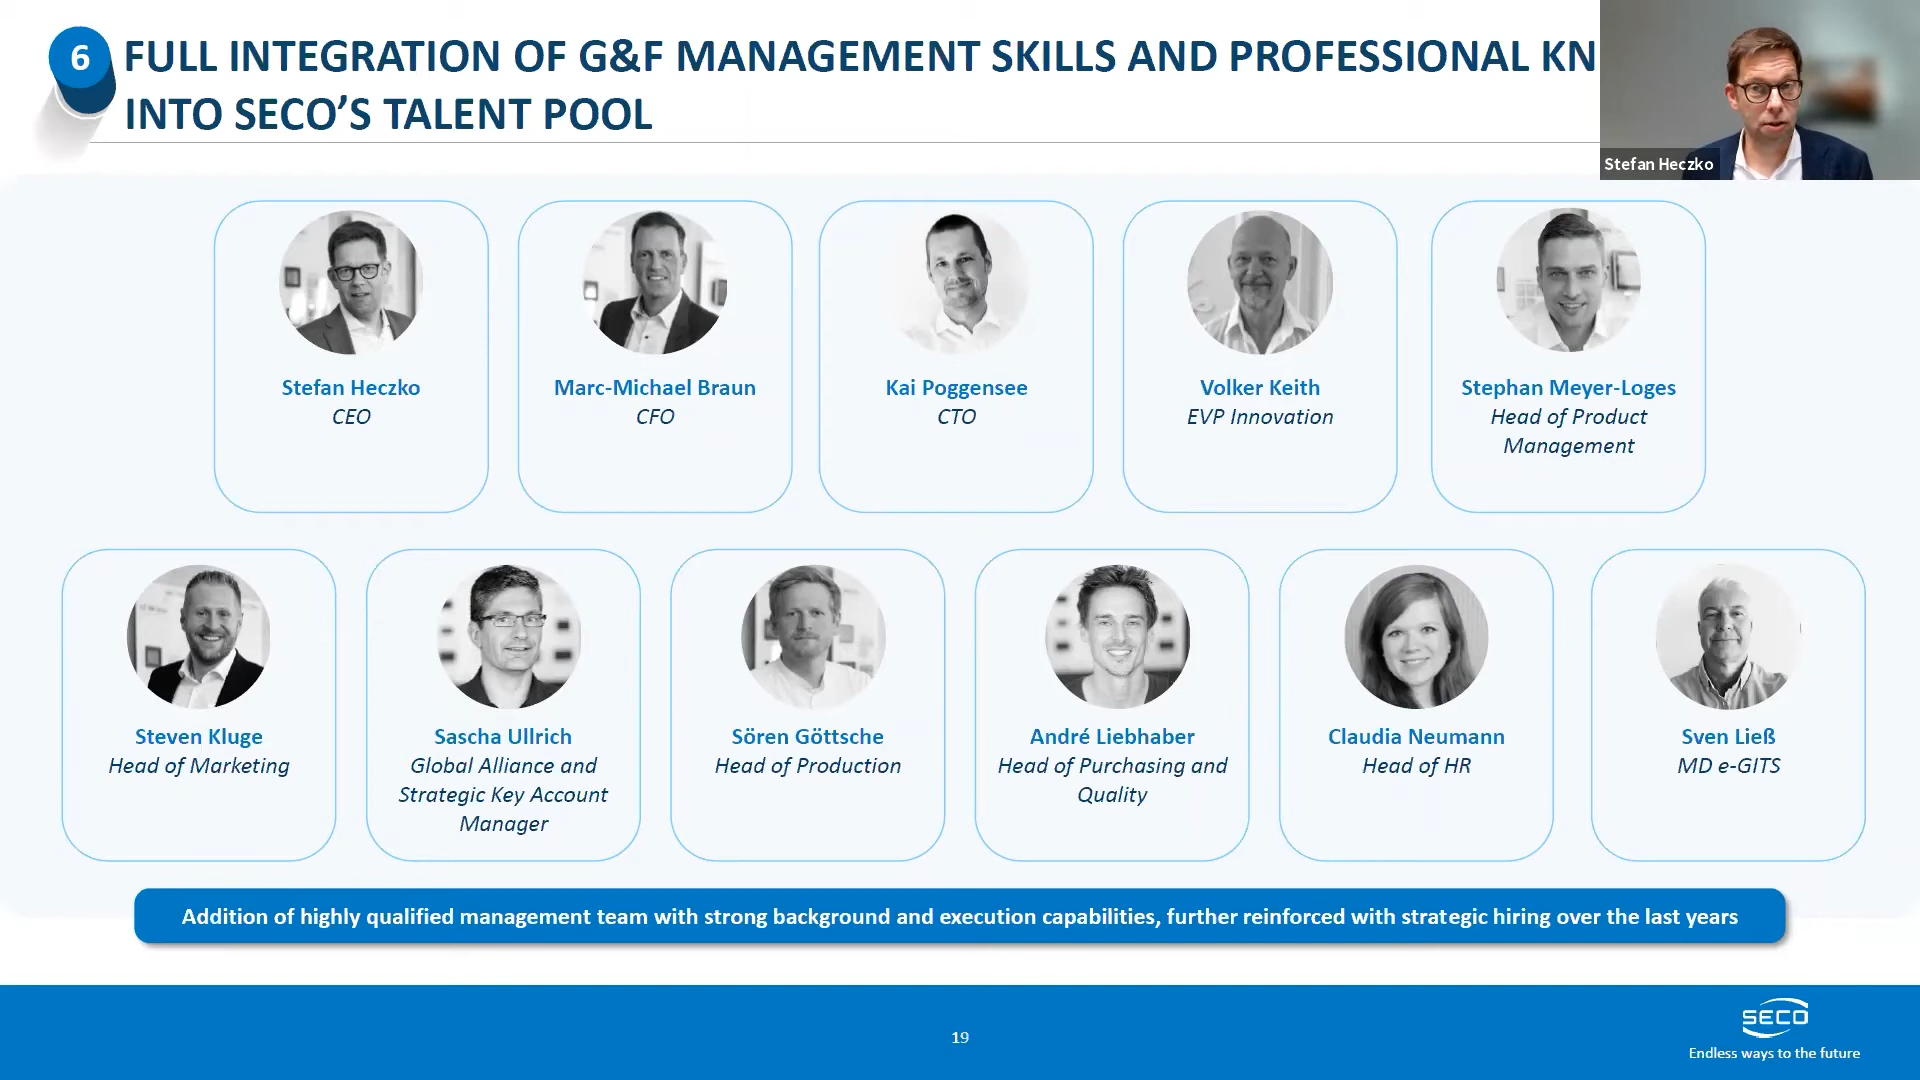 6
FULL INTEGRATION OF G&F MANAGEMENT SKILLS AND PROFESSIONAL KN
INTO SECO’S TALENT POOL
Stefan Heczko
Stefan Heczko
CEO
Marc-Michael Braun
CFO
Kai Poggensee
CTO
Volker Keith
EVP Innovation
Stephan Meyer-Loges
Head of Product
Management
Steven Kluge
Head of Marketing
Sascha Ullrich
Global Alliance and
Strategic Key Account
Manager
Sören Göttsche
Head of Production
André Liebhaber
Head of Purchasing and
Quality
Claudia Neumann
Head of HR
Sven Ließ
MD e-GITS
Addition of highly qualified management team with strong background and execution capabilities, further reinforced with strategic hiring over the last years
19
SECO
Endless ways to the future